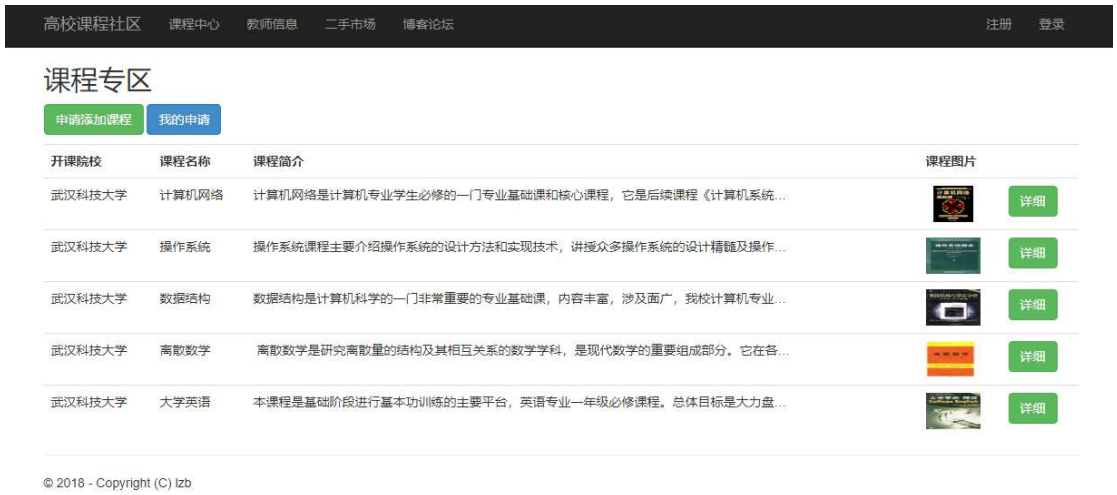 高校课程社区 课程中心 教师信息 二手市场 博客论坛 注册 登录
课程专区
申请添加课程 我的申请
开课院校 课程名称 课程简介 课程图片
武汉科技大学 计算机网络 计算机网络是计算机专业学生必修的一门专业基础课和核心课程，它是后续课程《计算机系统... 详细
武汉科技大学 操作系统 操作系统课程主要介绍操作系统的设计方法和实现技术，讲授众多操作系统的设计精髓及操作... 详细
武汉科技大学 数据结构 数据结构是计算机科学的一门非常重要的专业基础课，内容丰富，涉及面广，我校计算机专业... 详细
武汉科技大学 离散数学 离散数学是研究离散量的结构及其相互关系的数学学科，是现代数学的重要组成部分。它在各... 详细
武汉科技大学 大学英语 本课程是基础阶段进行基本功训练的主要平台，英语专业一年级必修课程。总体目标是大力盘... 详细
© 2018 - Copyright (C) lzb